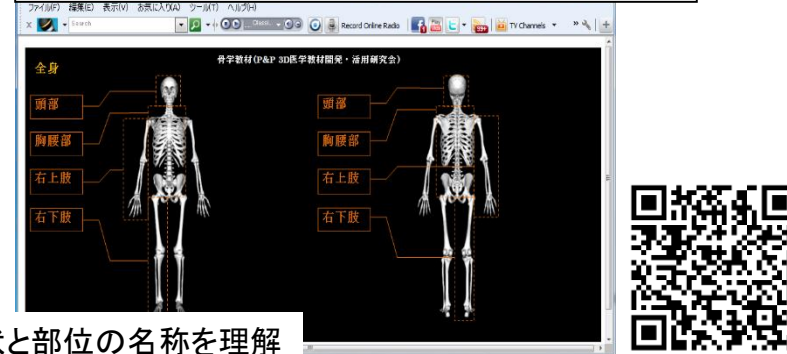 ファイル(F) 編集(E) 表示(V) お気に入り(A) ツール(T) ヘルプ(H)
Search
Record Online Radio
TV Channels
全身
骨学教材(P&P 3D医学教材開発・活用研究会)
頭部
胸腰部
右上肢
右下肢
頭部
胸腰部
右上肢
右下肢
と部位の名称を理解